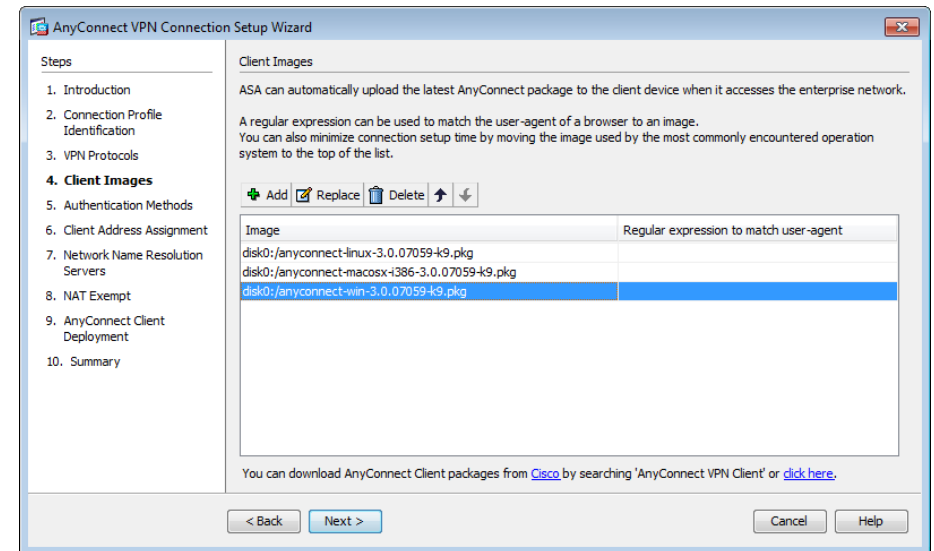 AnyConnect VPN Connection Setup Wizard
Steps
1. Introduction
2. Connection Profile
Identification
3. VPN Protocols
4. Client Images
5. Authentication Methods
6. Client Address Assignment
7. Network Name Resolution
Servers
8. NAT Exempt
9. AnyConnect Client
Deployment
10. Summary
Client Images
ASA can automatically upload the latest AnyConnect package to the client device when it accesses the enterprise network.
A regular expression can be used to match the user-agent of a browser to an image.
You can also minimize connection setup time by moving the image used by the most commonly encountered operation
system to the top of the list.
Add Replace Delete
Image Regular expression to match user-agent
disk0:/anyconnect-linux-3.0.07059-k9.pkg
disk0:/anyconnect-macosx-i386-3.0.07059-k9.pkg
disk0:/anyconnect-win-3.0.07059-k9.pkg
You can download AnyConnect Client packages from Cisco by searching 'AnyConnect VPN Client' or click here.
< Back Next > Cancel Help